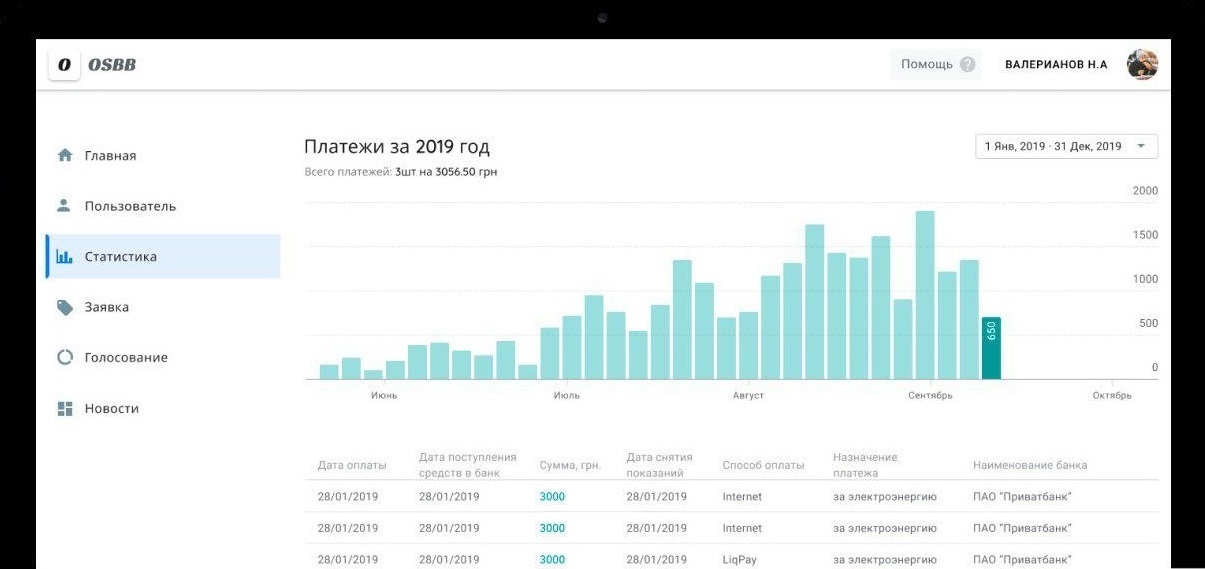 O OSBB
Помощь ?
ВАЛЕРИАНОВ Н.А
Главная
Пользователь
Статистика
Заявка
Голосование
Новости
Платежи за 2019 год
1 Янв, 2019 · 31 Дек, 2019
Всего платежей: 3шт на 3056.50 грн
2000
1500
1000
500
0
650
Июнь Июль Август Сентябрь Октябрь
Дата оплаты
Дата поступления
средств в банк
Сумма, грн.
Дата снятия
показаний
Способ оплаты
Назначение
платежа
Наименование банка
28/01/2019 28/01/2019 3000 28/01/2019 Internet за электроэнергию ПАО “Приватбанк”
28/01/2019 28/01/2019 3000 28/01/2019 Internet за электроэнергию ПАО “Приватбанк”
28/01/2019 28/01/2019 3000 28/01/2019 LiqPay за электроэнергию ПАО “Приватбанк”